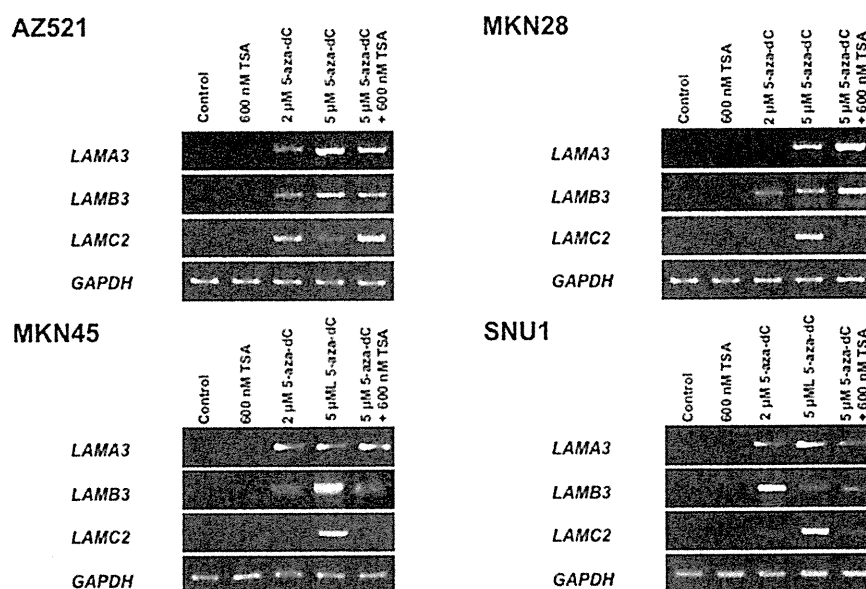 AZ521
Control
600 nM TSA
2 µM 5-aza-dC
5 µM 5-aza-dC
5 µM 5-aza-dC
+ 600 nM TSA
LAMA3
LAMB3
LAMC2
GAPDH
MKN28
Control
600 nM TSA
2 µM 5-aza-dC
5 µM 5-aza-dC
5 µM 5-aza-dC
+ 600 nM TSA
LAMA3
LAMB3
LAMC2
GAPDH
MKN45
Control
600 nM TSA
2 µM 5-aza-dC
5 µML 5-aza-dC
5 µM 5-aza-dC
+ 600 nM TSA
LAMA3
LAMB3
LAMC2
GAPDH
SNU1
Control
600 nM TSA
2 µM 5-aza-dC
5 µM 5-aza-dC
5 µM 5-aza-dC
+ 600 nM TSA
LAMA3
LAMB3
LAMC2
GAPDH